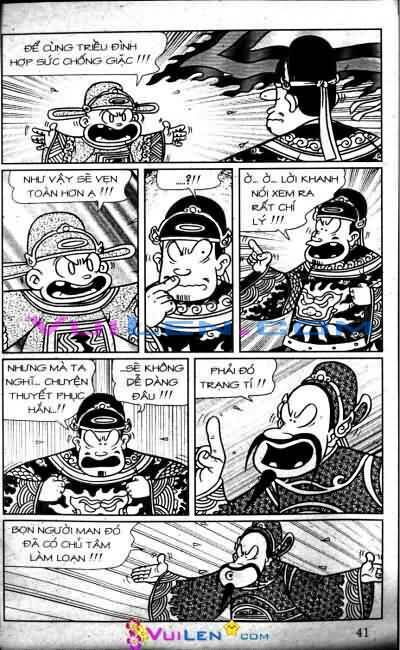 ĐỂ CÙNG TRIỀU ĐÌNH
HỢP SỨC CHỐNG GIẶC !!!
NHƯ VẬY SẼ VẸN
TOÀN HƠN Ạ !!!
....?!!
Ờ... Ờ... LỜI KHANH
NÓI XEM RA
RẤT CHÍ
LÝ !!!
VUILEN.COM
NHƯNG MÀ TA
NGHĨ... CHUYỆN
THUYẾT PHỤC
HẮN..!!
...SẼ KHÔNG
DỄ DÀNG
ĐÂU !!!
PHẢI ĐÓ
TRẠNG TÍ !!
BỌN NGƯỜI MAN ĐÓ
ĐÃ CÓ CHỦ TÂM
LÀM LOẠN !!!
41
VUILEN.COM